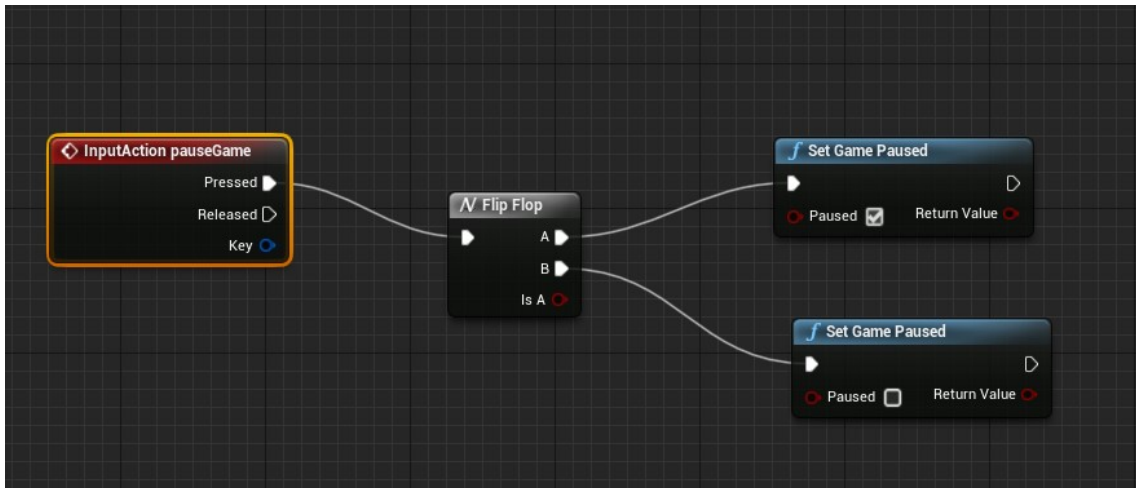 InputAction pauseGame
Pressed
Released
Key
Flip Flop
A
B
Is A
Set Game Paused
Paused
Return Value
Set Game Paused
Paused
Return Value